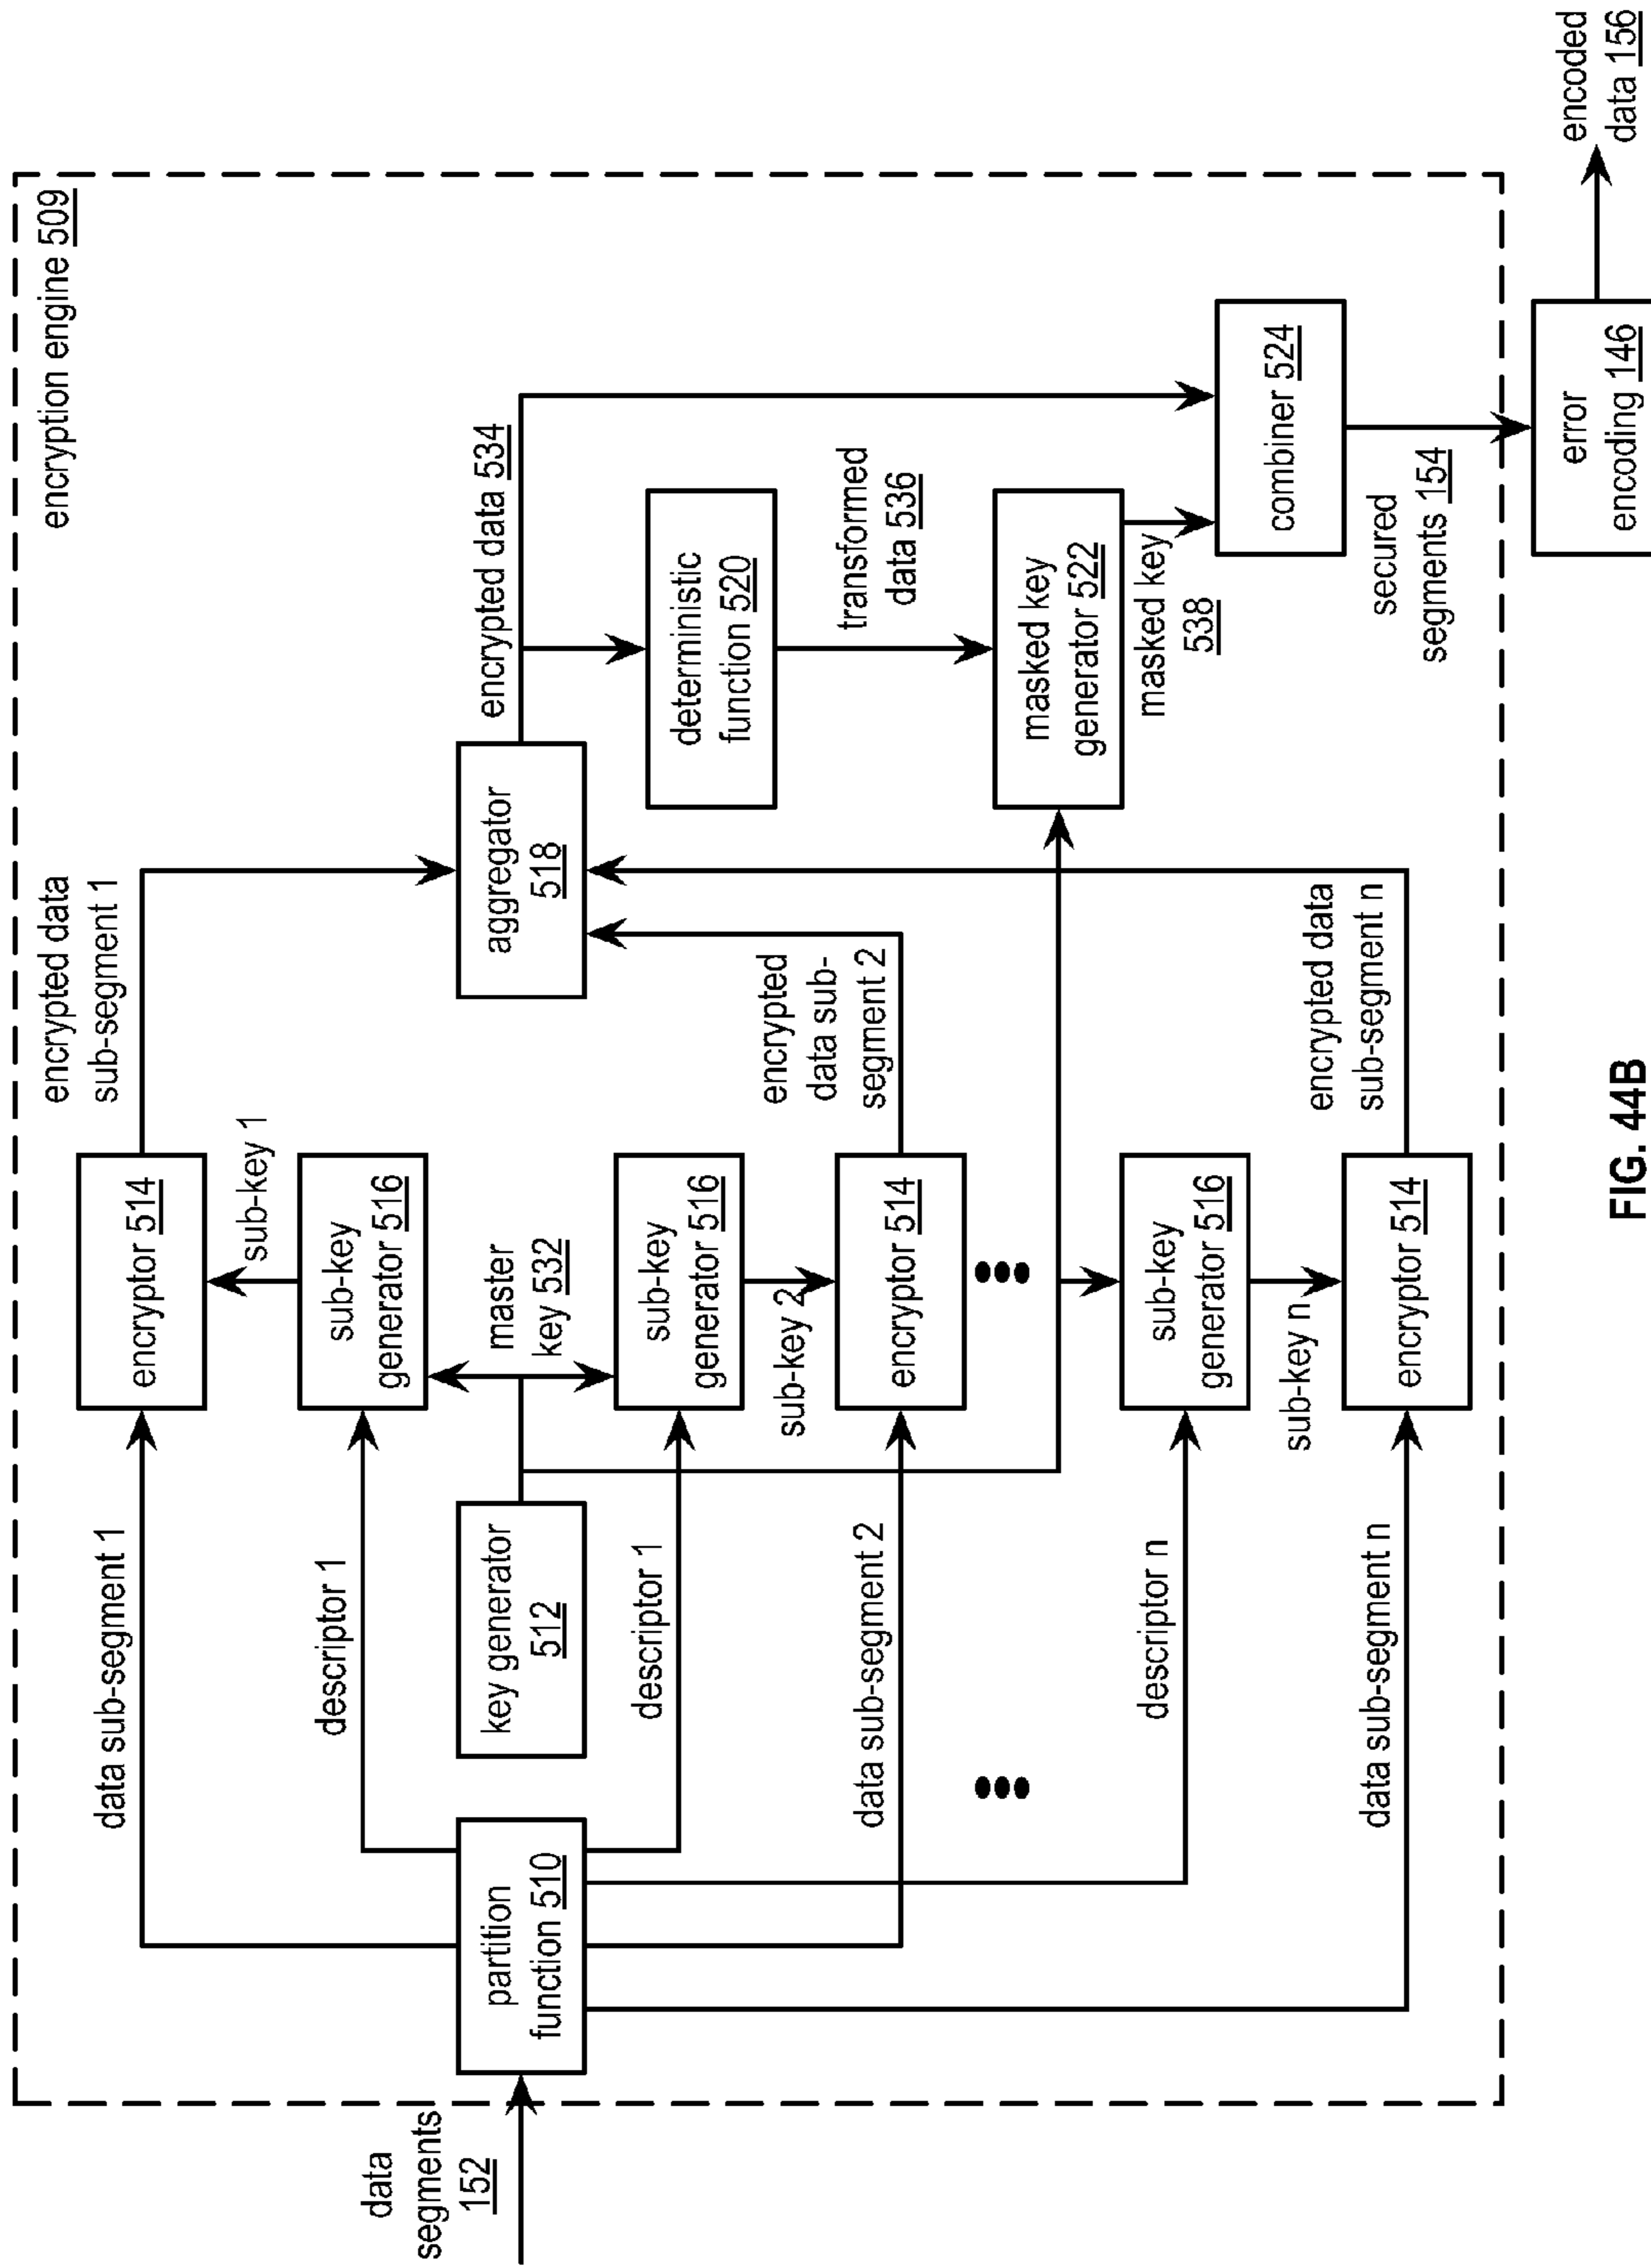 encryption engine 509
data
segments
152
partition
function 510
data sub-segment 1
descriptor 1
key generator
512
descriptor 1
data sub-segment 2
descriptor n
data sub-segment n
encryptor 514
sub-key 1
sub-key
generator 516
master
key 532
sub-key
generator 516
sub-key 2
encryptor 514
sub-key
generator 516
sub-key n
encryptor 514
encrypted data
sub-segment 1
aggregator
518
encrypted
data sub-
segment 2
encrypted data
sub-segment n
encrypted data 534
deterministic
function 520
transformed
data 536
masked key
generator 522
masked key
538
combiner 524
secured
segments 154
error
encoding 146
encoded
data 156
FIG. 44B